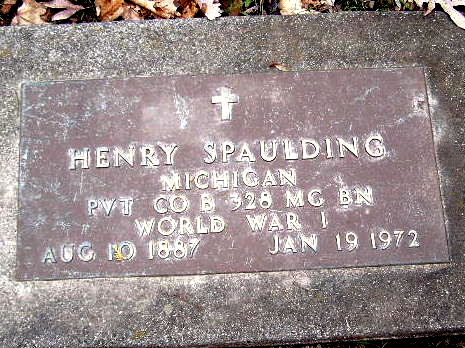 HENRY SPAULDING
MICHIGAN
PVT CO B 328 MG BN
WORLD WAR I
AUG 10 1887 JAN 19 1972